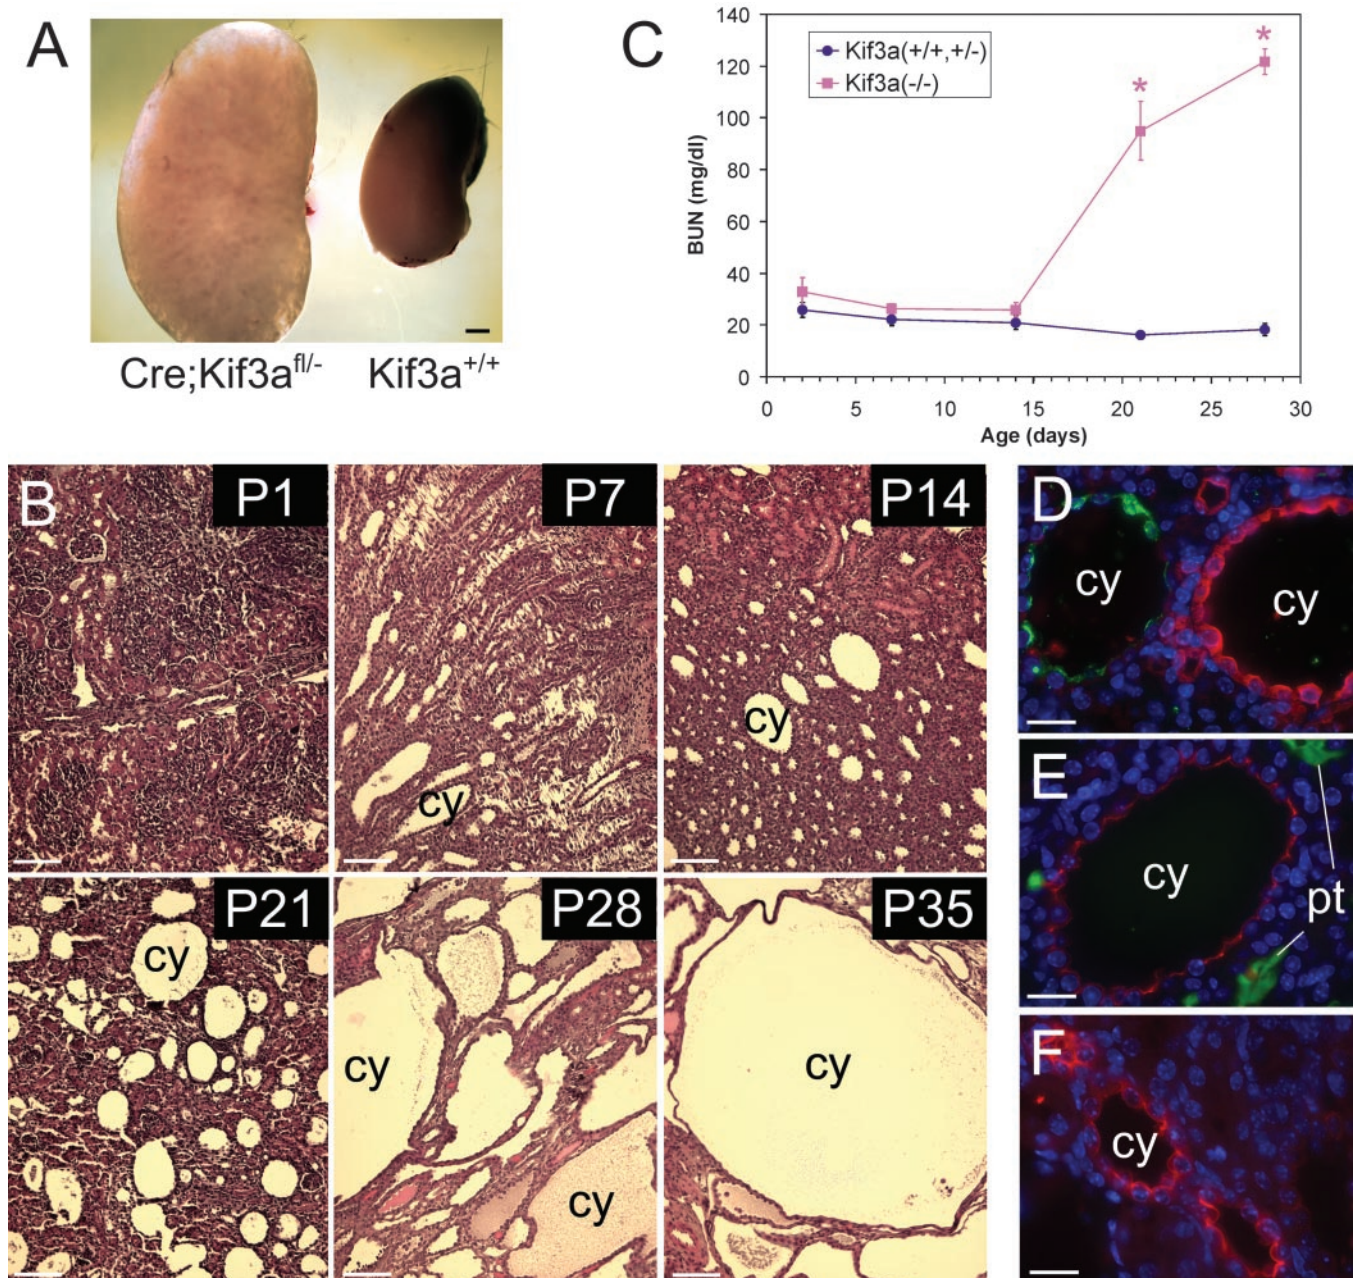 A
Cre;Kif3a^fl/-
Kif3a^+/+
C
140
120
100
80
60
40
20
0
BUN (mg/dl)
Kif3a(+/+,+/-)
Kif3a(-/-)
*
*
0
5
10
15
20
25
30
Age (days)
B
P1
P7
cy
P14
cy
P21
cy
P28
cy
cy
P35
cy
D
cy
cy
E
cy
pt
F
cy